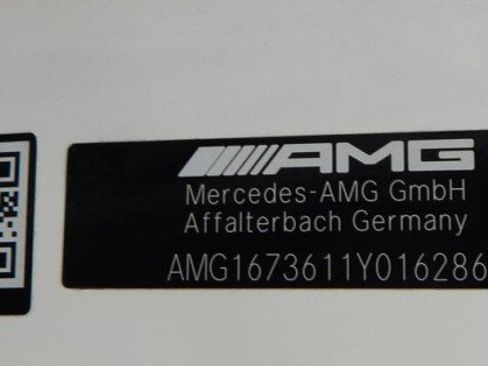 AMG
Mercedes-AMG GmbH
Affalterbach Germany
AMG1673611Y016286